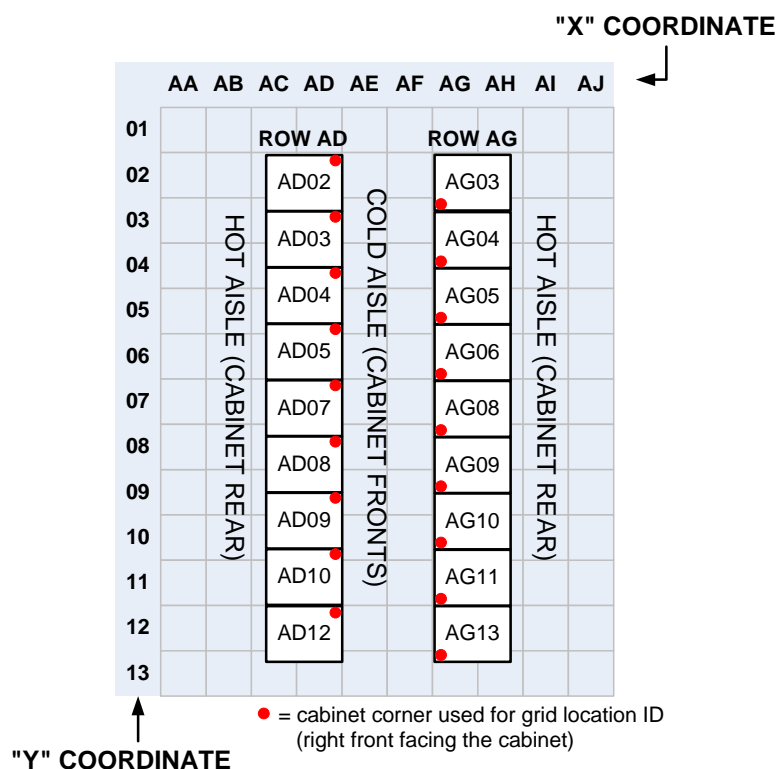 "X" COORDINATE
AA AB AC AD AE AF AG AH AI AJ
01
02
03
04
05
06
07
08
09
10
11
12
13
ROW AD
AD02
AD03
AD04
AD05
AD07
AD08
AD09
AD10
AD12
ROW AG
AG03
AG04
AG05
AG06
AG08
AG09
AG10
AG11
AG13
HOT AISLE (CABINET REAR)
COLD AISLE (CABINET FRONTS)
HOT AISLE (CABINET REAR)
= cabinet corner used for grid location ID
(right front facing the cabinet)
"Y" COORDINATE